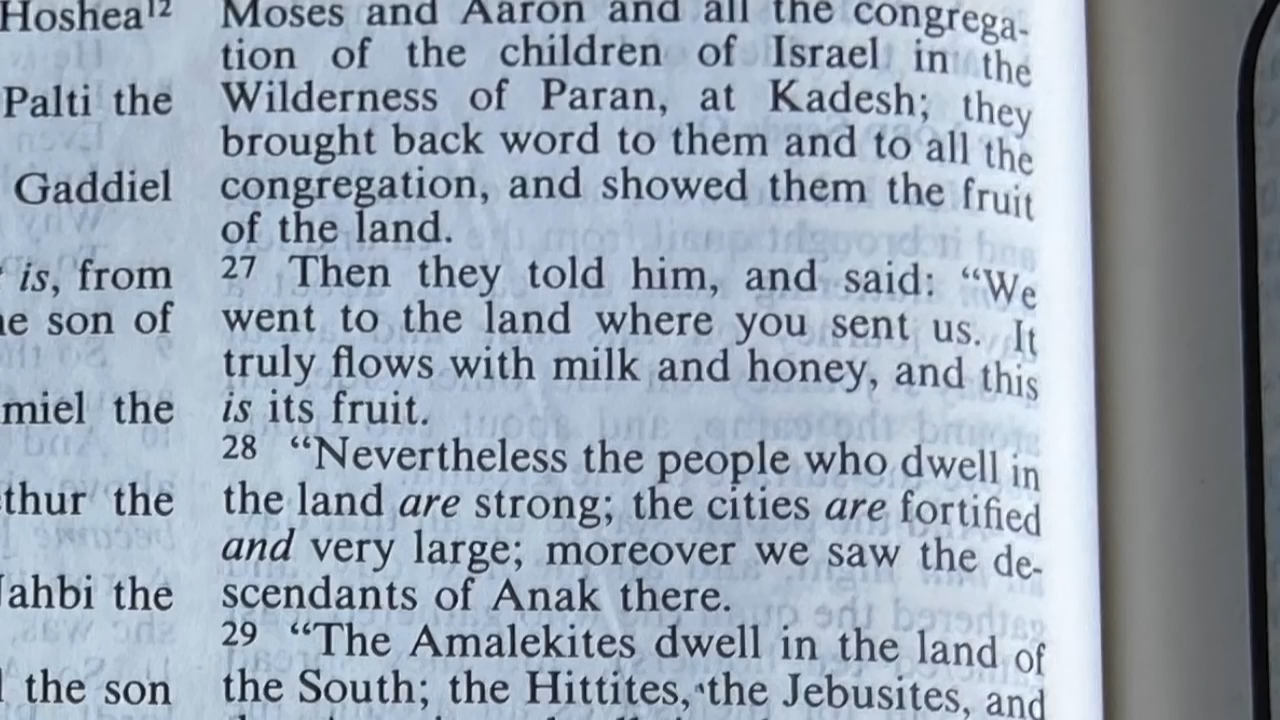 Hoshea¹²
Palti the
Gaddiel
is, from
son of
miel the
thur the
ahbi the
the son
Moses and Aaron and all the congrega-
tion of the children of Israel in the
Wilderness of Paran, at Kadesh; they
brought back word to them and to all the
congregation, and showed them the fruit
of the land.
27 Then they told him, and said: “We
went to the land where you sent us. It
truly flows with milk and honey, and this
is its fruit.
28 “Nevertheless the people who dwell in
the land are strong; the cities are fortified
and very large; moreover we saw the de-
scendants of Anak there.
29 “The Amalekites dwell in the land of
the South; the Hittites, the Jebusites, and